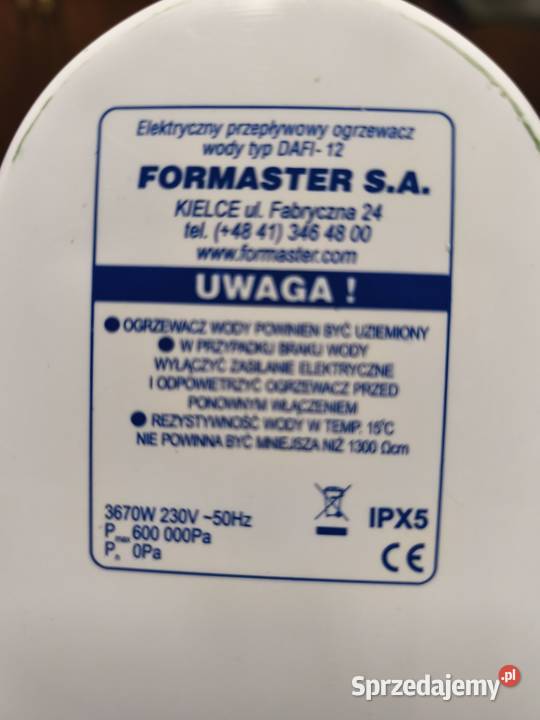 Elektryczny przepływowy ogrzewacz
wody typ DAFI- 12
FORMASTER S.A.
KIELCE ul. Fabryczna 24
tel. (+48 41) 346 48 00
www.formaster.com
UWAGA !
● OGRZEWACZ WODY POWINIEN BYĆ UZIEMIONY
● W PRZYPADKU BRAKU WODY
WYŁĄCZYĆ ZASILANIE ELEKTRYCZNE
I ODPOWIETRZYĆ OGRZEWACZ PRZED
PONOWNYM WŁĄCZENIEM
● REZYSTYWNOŚĆ WODY W TEMP. 15°C
NIE POWINNA BYĆ MNIEJSZA NIŻ 1300 Ωcm
3670W 230V ~50Hz
Pmax 600 000Pa
Pn 0Pa
IPX5
CE
Sprzedajemy.pl